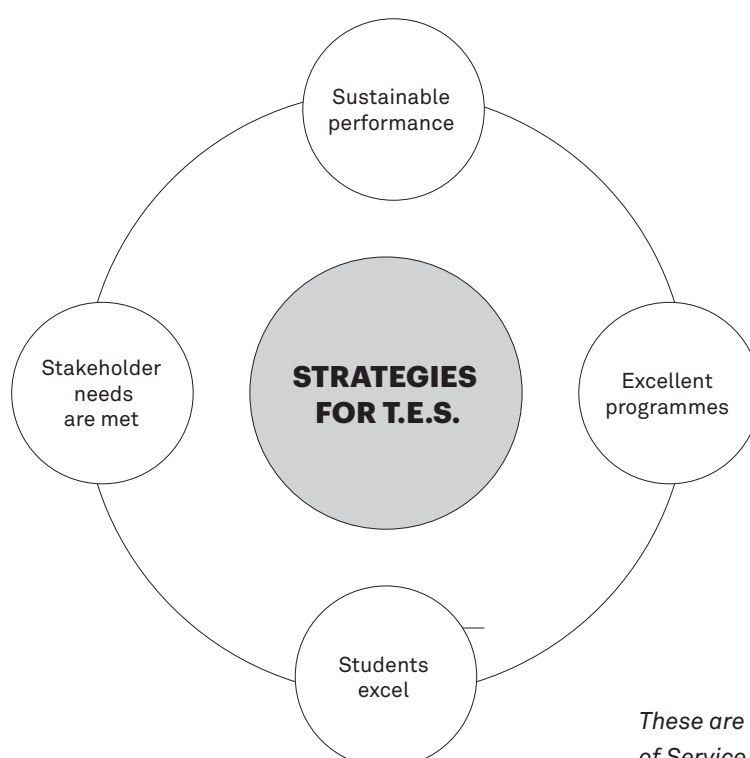 Sustainable
performance
Stakeholder
needs
are met
STRATEGIES
FOR T.E.S.
Excellent
programmes
Students
excel
These are
of Service